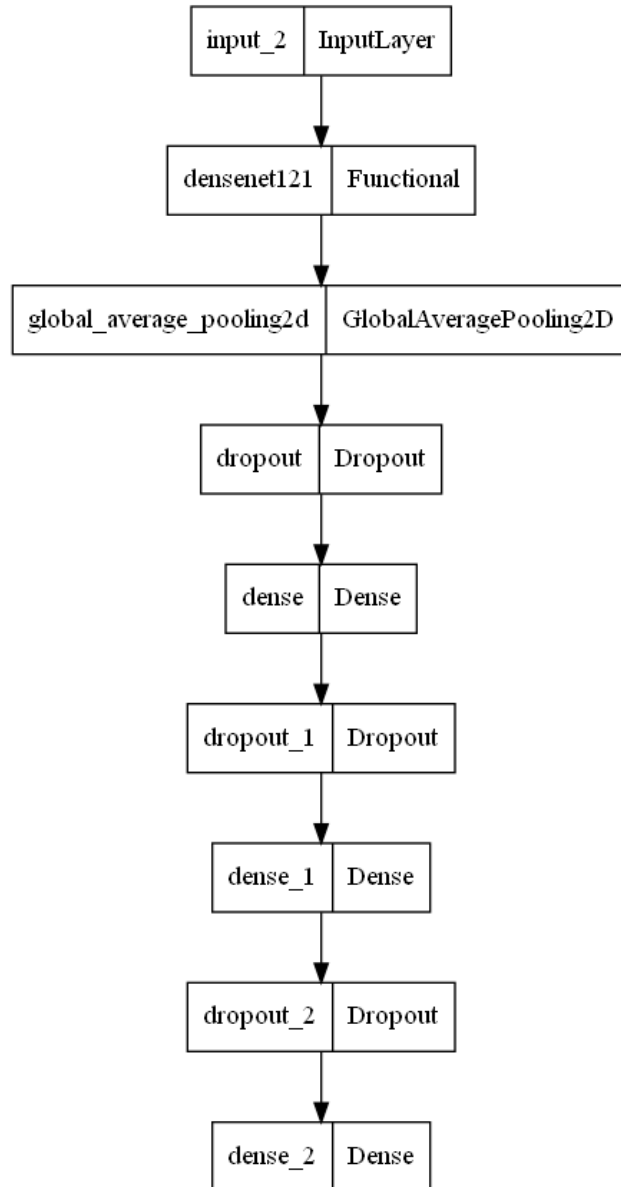 input_2 InputLayer
densenet121 Functional
global_average_pooling2d GlobalAveragePooling2D
dropout Dropout
dense Dense
dropout_1 Dropout
dense_1 Dense
dropout_2 Dropout
dense_2 Dense